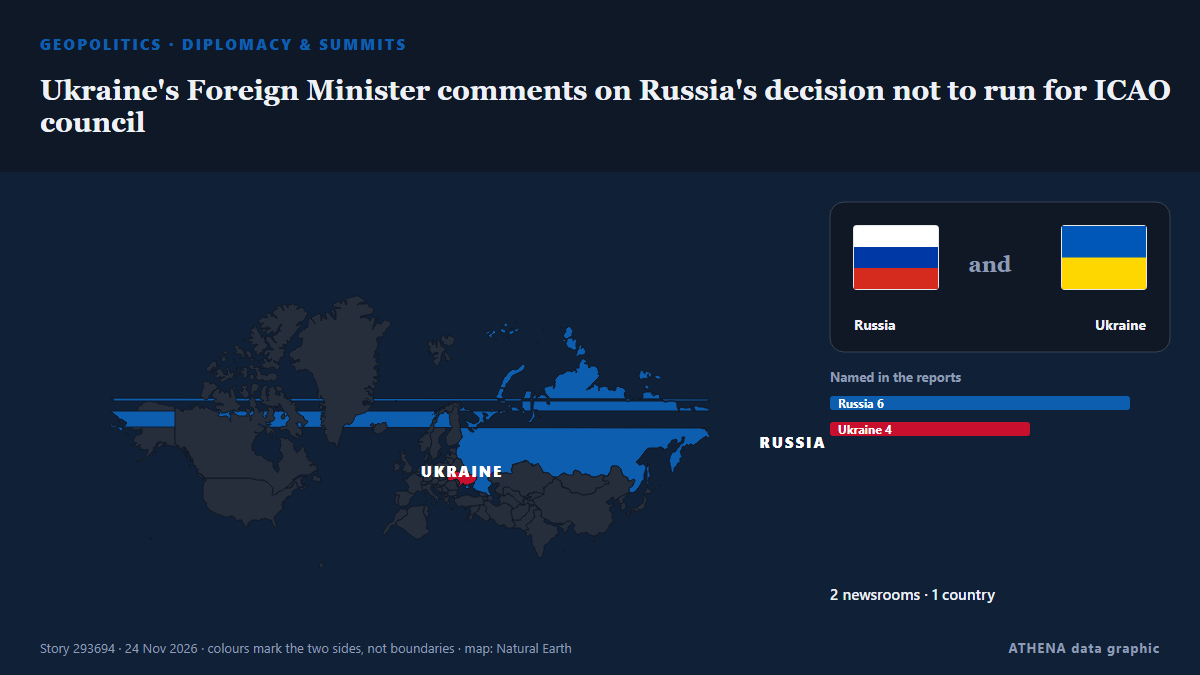 GEOPOLITICS · DIPLOMACY & SUMMITS
Ukraine's Foreign Minister comments on Russia's decision not to run for ICAO
council
and
Russia
Ukraine
Named in the reports
Russia 6
Ukraine 4
RUSSIA
UKRAINE
2 newsrooms · 1 country
Story 293694 · 24 Nov 2026 · colours mark the two sides, not boundaries · map: Natural Earth
ATHENA data graphic